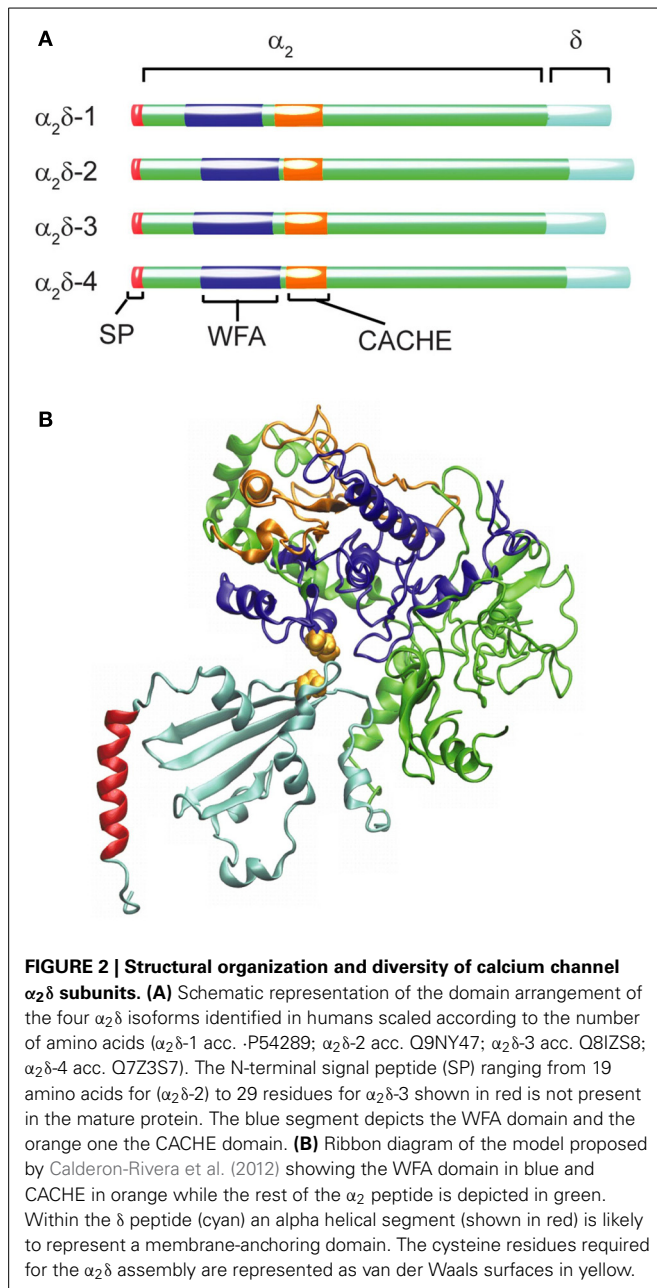 A
α₂ δ
α₂δ-1
α₂δ-2
α₂δ-3
α₂δ-4
SP WFA CACHE
B
FIGURE 2 | Structural organization and diversity of calcium channel
α₂δ subunits. (A) Schematic representation of the domain arrangement of
the four α₂δ isoforms identified in humans scaled according to the number
of amino acids (α₂δ-1 acc. ·P54289; α₂δ-2 acc. Q9NY47; α₂δ-3 acc. Q8IZS8;
α₂δ-4 acc. Q7Z3S7). The N-terminal signal peptide (SP) ranging from 19
amino acids for (α₂δ-2) to 29 residues for α₂δ-3 shown in red is not present
in the mature protein. The blue segment depicts the WFA domain and the
orange one the CACHE domain. (B) Ribbon diagram of the model proposed
by Calderon-Rivera et al. (2012) showing the WFA domain in blue and
CACHE in orange while the rest of the α₂ peptide is depicted in green.
Within the δ peptide (cyan) an alpha helical segment (shown in red) is likely
to represent a membrane-anchoring domain. The cysteine residues required
for the α₂δ assembly are represented as van der Waals surfaces in yellow.